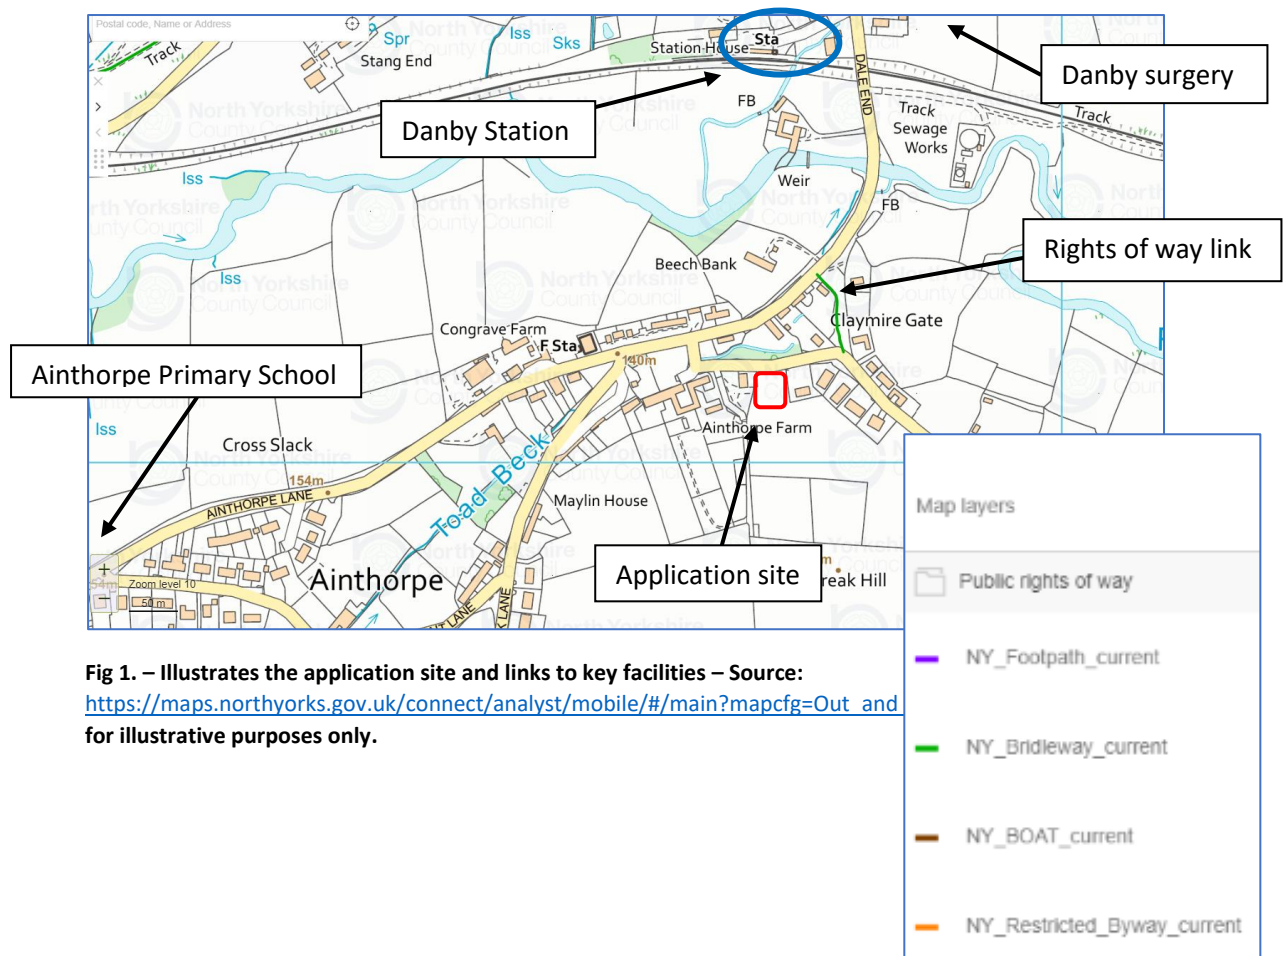 Postal code, Name or Address
Track
Spr
Iss
Sks
Stang End
Station House
Sta
DALE END
Danby surgery
Danby Station
FB
Track
Track
Sewage
Works
North Yorkshire
County Council
Iss
Weir
FB
Iss
Beech Bank
Rights of way link
Claymire Gate
Congrave Farm
F Sta
140m
Ainthorpe Primary School
Iss
Cross Slack
Ainthorpe Farm
154m
AINTHORPE LANE
Toad Beck
Maylin House
Application site
reak Hill
Ainthorpe
Zoom level 10
50 m
Map layers
Public rights of way
NY_Footpath_current
NY_Bridleway_current
NY_BOAT_current
NY_Restricted_Byway_current
Fig 1. – Illustrates the application site and links to key facilities – Source:
https://maps.northyorks.gov.uk/connect/analyst/mobile/#/main?mapcfg=Out_and_
for illustrative purposes only.